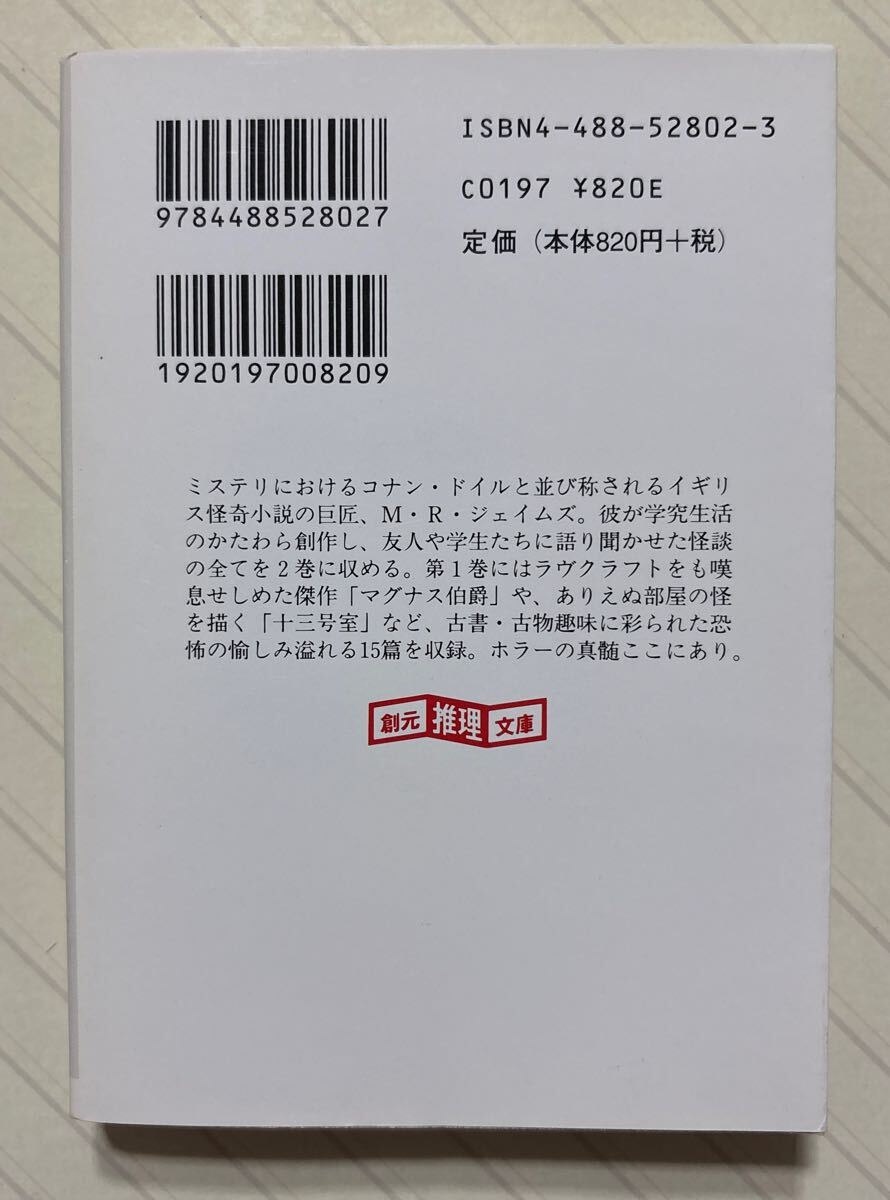 9784488528027
1920197008209
ISBN4-488-52802-3
C0197 ¥820E
定価（本体820円＋税）
ミステリにおけるコナン・ドイルと並び称されるイギリ
ス怪奇小説の巨匠、M・R・ジェイムズ。彼が学究生活
のかたわら創作し、友人や学生たちに語り聞かせた怪談
の全てを２巻に収める。第１巻にはラヴクラフトをも嘆
息せしめた傑作「マグナス伯爵」や、ありえぬ部屋の怪
を描く「十三号室」など、古書・古物趣味に彩られた恐
怖の愉しみ溢れる15篇を収録。ホラーの真髄ここにあり。
創元推理文庫